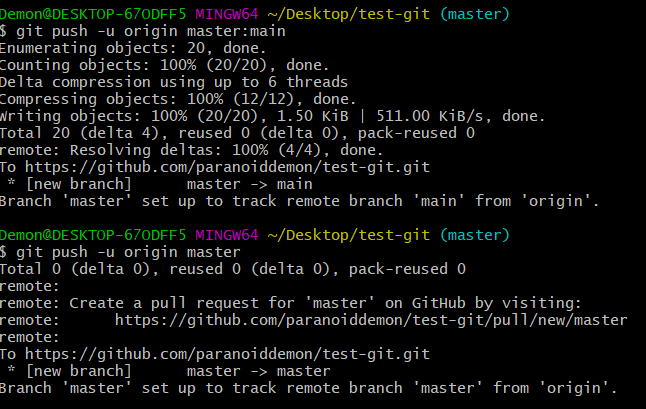 Demon@DESKTOP-67ODFF5 MINGW64 ~/Desktop/test-git (master)
$ git push -u origin master:main
Enumerating objects: 20, done.
Counting objects: 100% (20/20), done.
Delta compression using up to 6 threads
Compressing objects: 100% (12/12), done.
Writing objects: 100% (20/20), 1.50 KiB | 511.00 KiB/s, done.
Total 20 (delta 4), reused 0 (delta 0), pack-reused 0
remote: Resolving deltas: 100% (4/4), done.
To https://github.com/paranoiddemon/test-git.git
 * [new branch]      master -> main
Branch 'master' set up to track remote branch 'main' from 'origin'.
Demon@DESKTOP-67ODFF5 MINGW64 ~/Desktop/test-git (master)
$ git push -u origin master
Total 0 (delta 0), reused 0 (delta 0), pack-reused 0
remote:
remote: Create a pull request for 'master' on GitHub by visiting:
remote:      https://github.com/paranoiddemon/test-git/pull/new/master
remote:
To https://github.com/paranoiddemon/test-git.git
 * [new branch]      master -> master
Branch 'master' set up to track remote branch 'master' from 'origin'.